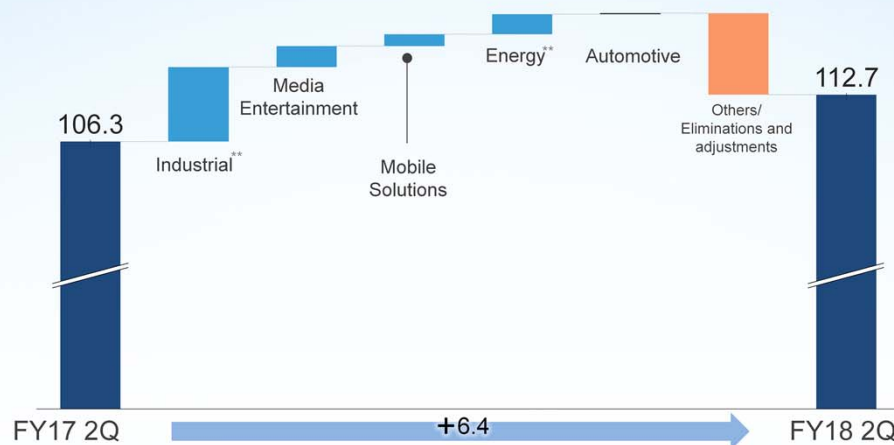 106.3
Industrial**
Media
Entertainment
Mobile
Solutions
Energy**
Automotive
Others/
Eliminations and
adjustments
112.7
FY17 2Q
+6.4
FY18 2Q